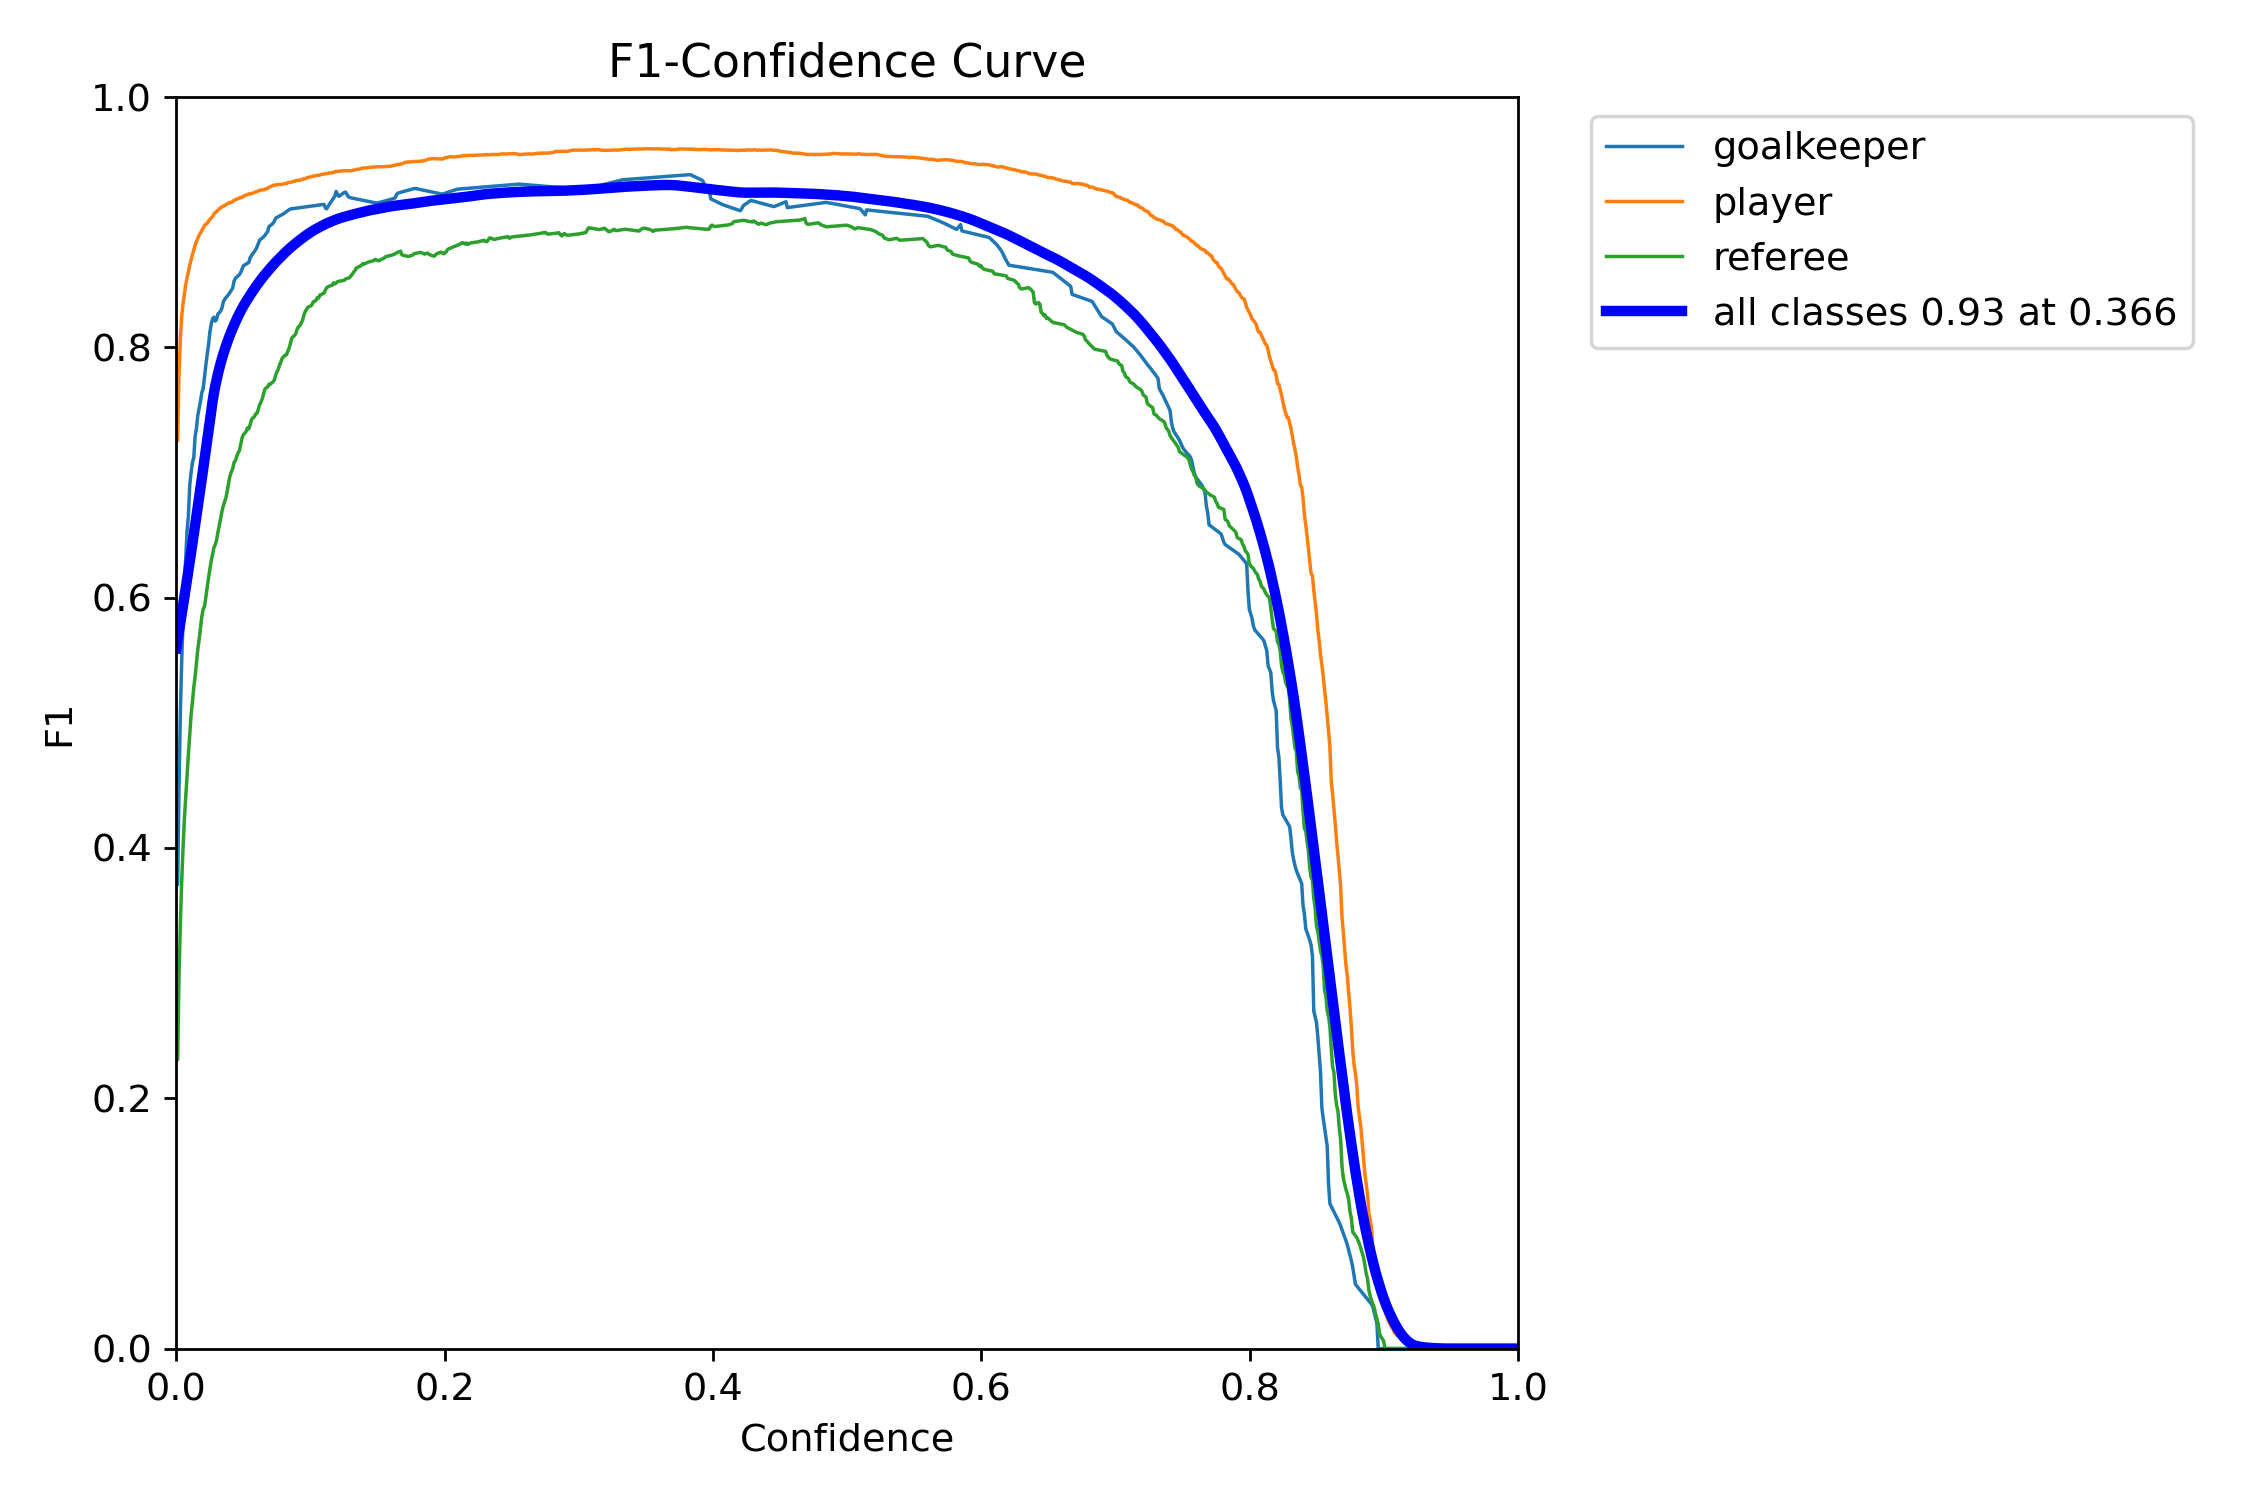 F1-Confidence Curve
1.0
0.8
0.6
0.4
0.2
0.0
F1
0.0 0.2 0.4 0.6 0.8 1.0
Confidence
goalkeeper
player
referee
all classes 0.93 at 0.366